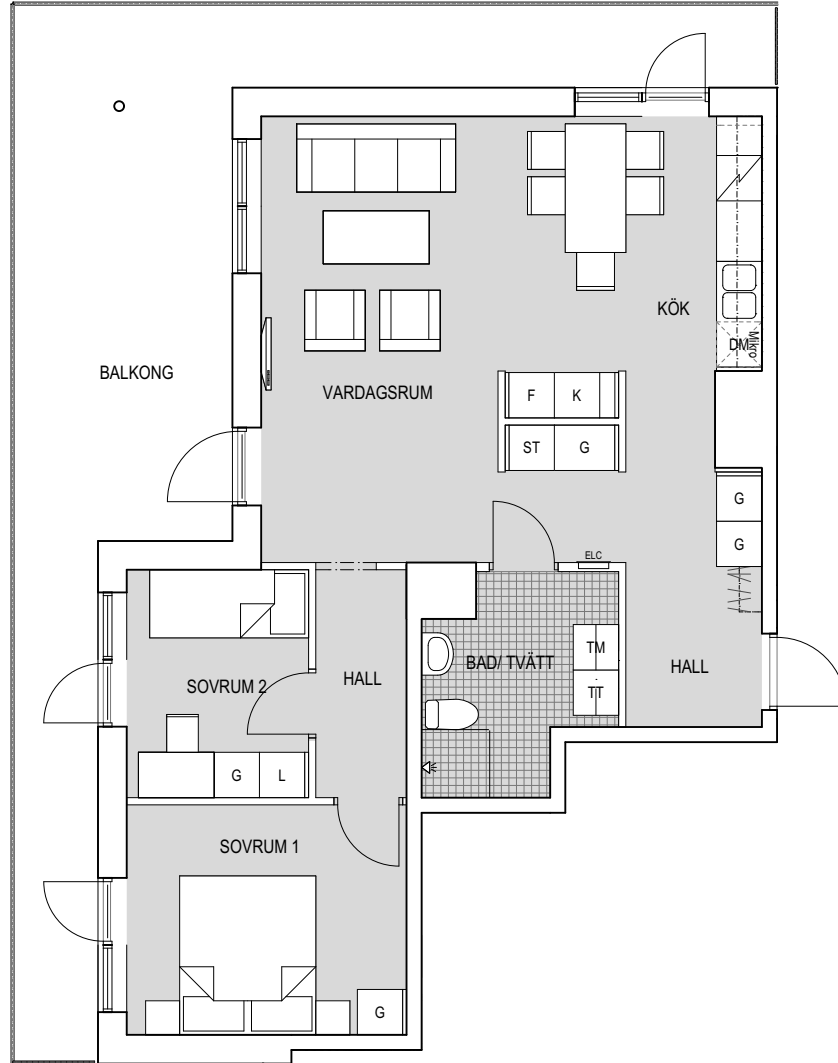 KÖK
DM
Mikro
BALKONG
VARDAGSRUM
F
K
ST
G
G
G
ELC
BAD/ TVÄTT
TM
TT
HALL
HALL
SOVRUM 2
G
L
SOVRUM 1
G